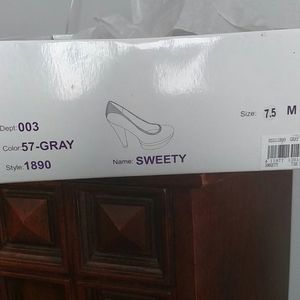 Dept: 003
Color: 57-GRAY
Style: 1890
Name: SWEETY
Size: 7.5 M